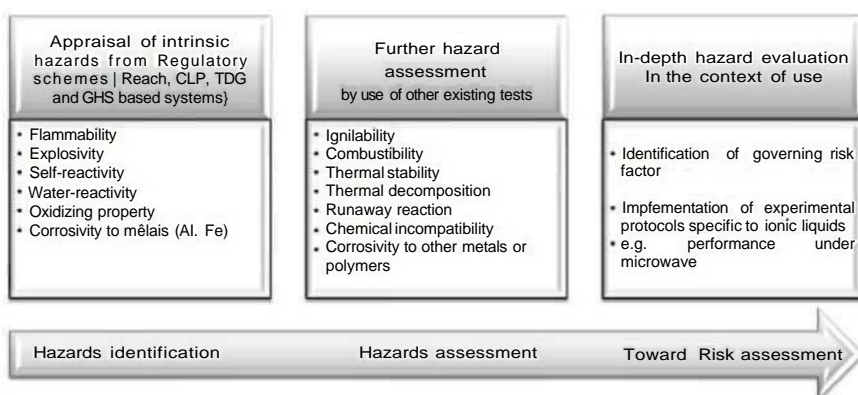 Appraisal of intrinsic
hazards from Regulatory
schemes | Reach, CLP, TDG
and GHS based systems}
• Flammability
• Explosivity
• Self-reactivity
• Water-reactivity
• Oxidizing property
• Corrosivity to mêlais (Al. Fe)
Further hazard
assessment
by use of other existing tests
• Ignilability
• Combustibility
• Thermal stability
• Thermal decomposition
• Runaway reaction
• Chemical incompatibility
• Corrosivity to other metals or
polymers
In-depth hazard evaluation
In the context of use
• Identification of governing risk
factor
• Impfementation of experimental
protocols specific to ionic liquids
• e.g. performance under
microwave
Hazards identification
Hazards assessment
Toward Risk assessment